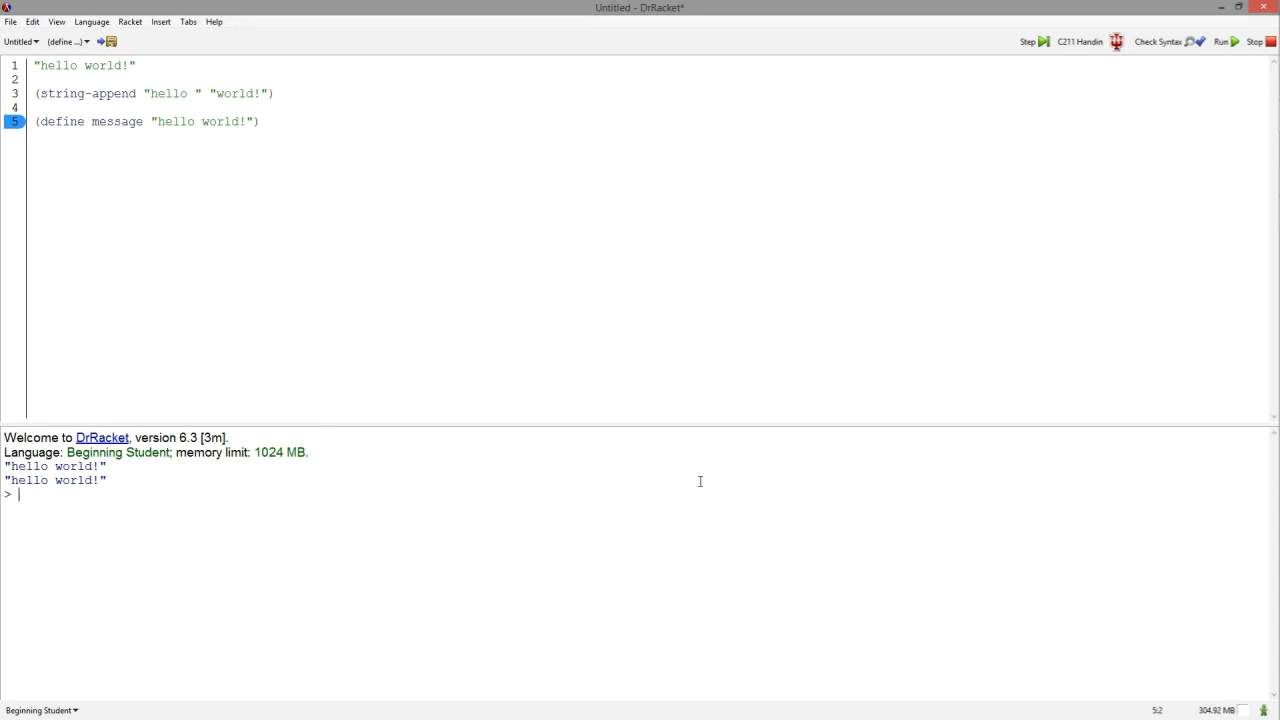 Untitled - DrRacket*
File Edit View Language Racket Insert Tabs Help
Untitled (define ...) Step C211 Handin Check Syntax Run Stop
1 "hello world!"
2
3 (string-append "hello " "world!")
4
5 (define message "hello world!")
Welcome to DrRacket, version 6.3 [3m].
Language: Beginning Student; memory limit: 1024 MB.
"hello world!"
"hello world!"
>
Beginning Student 5:2 304.92 MB